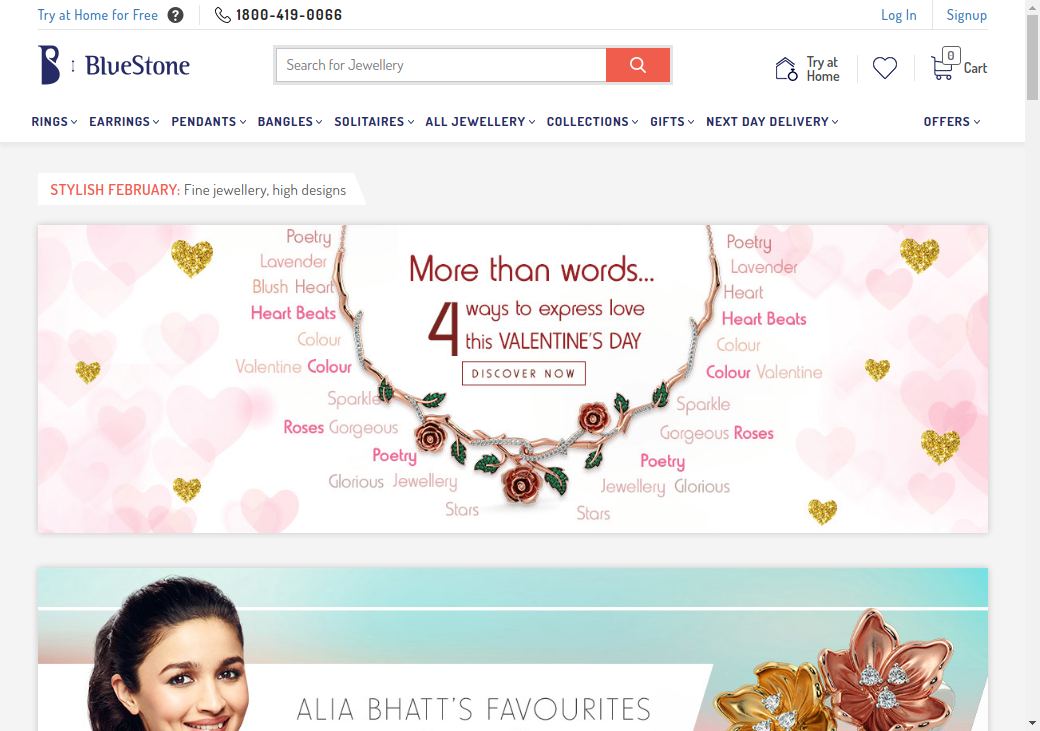 Try at Home for Free ? 1800-419-0066 Log In Signup
BlueStone Search for Jewellery Try at Home 0 Cart
RINGS EARRINGS PENDANTS BANGLES SOLITAIRES ALL JEWELLERY COLLECTIONS GIFTS NEXT DAY DELIVERY OFFERS
STYLISH FEBRUARY: Fine jewellery, high designs
Poetry
Lavender
Blush Heart
Heart Beats
Colour
Valentine Colour
Sparkle
Roses Gorgeous
Poetry
Glorious Jewellery
Stars
More than words...
4 ways to express love
this VALENTINE'S DAY
DISCOVER NOW
Poetry
Lavender
Heart
Heart Beats
Colour
Colour Valentine
Sparkle
Gorgeous Roses
Poetry
Jewellery Glorious
Stars
ALIA BHATT'S FAVOURITES